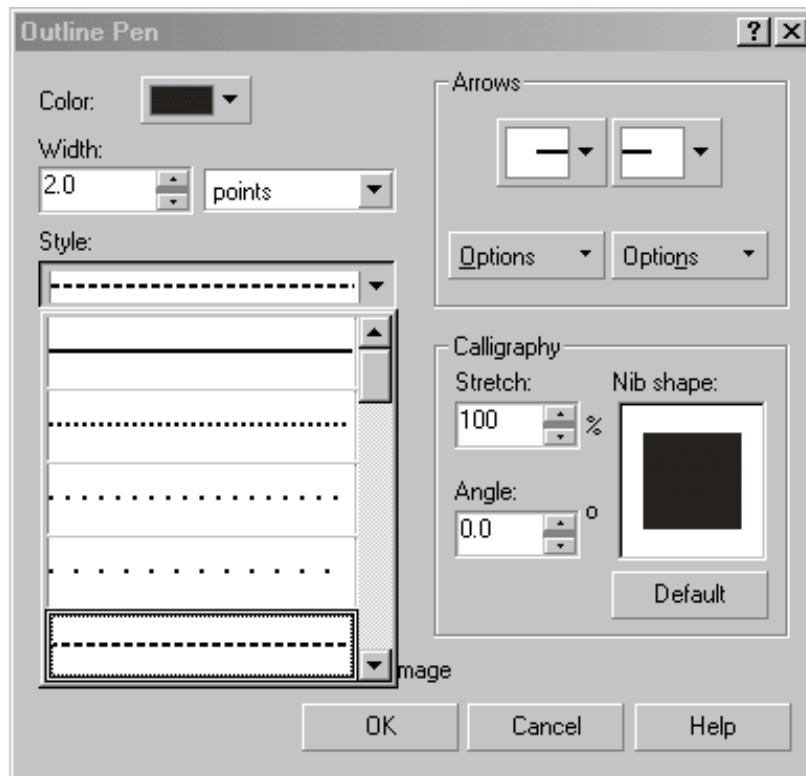 Outline Pen
? X
Color:
Width:
2.0 points
Style:
Arrows
Options Options
Calligraphy
Stretch: Nib shape:
100 %
Angle:
0.0 o
Default
mage
OK Cancel Help